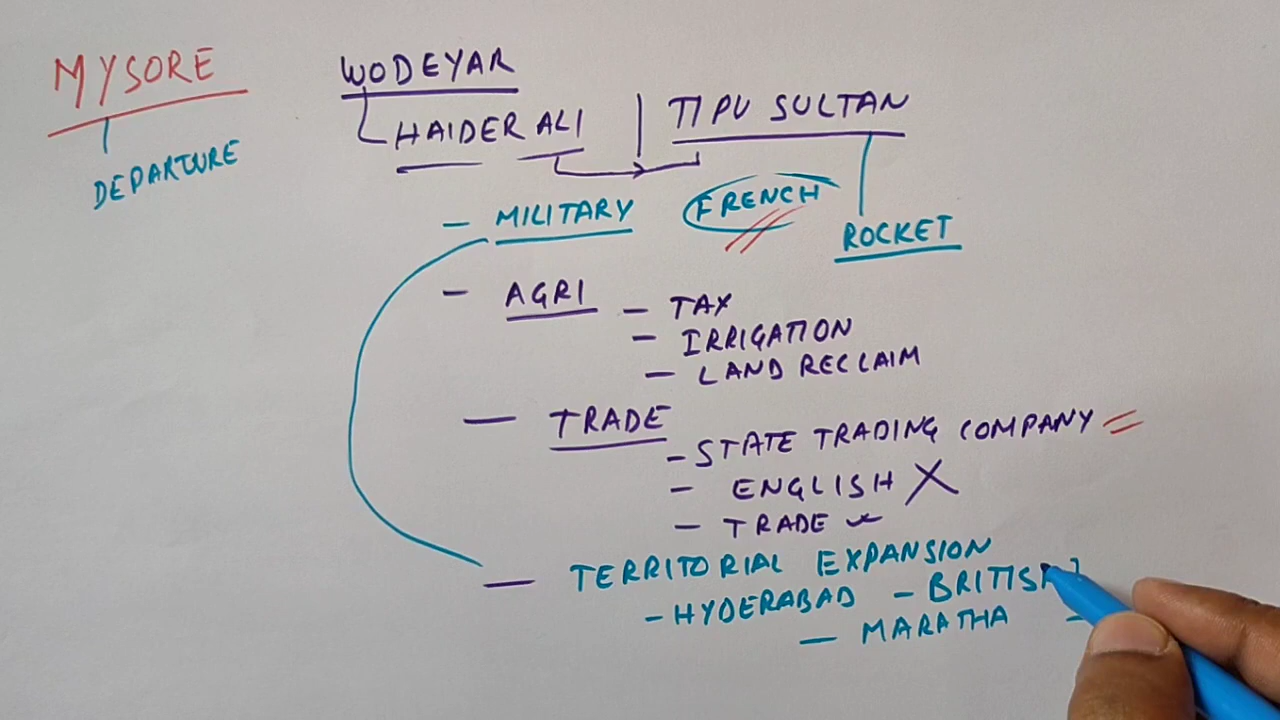 MYSORE
WODEYAR
HAIDER ALI | TIPU SULTAN
DEPARTURE
- MILITARY FRENCH
ROCKET
- AGRI - TAX
- IRRIGATION
- LAND RECLAIM
- TRADE
- STATE TRADING COMPANY =
- ENGLISH X
- TRADE ✓
- TERRITORIAL EXPANSION
- HYDERABAD - BRITISH
- MARATHA -